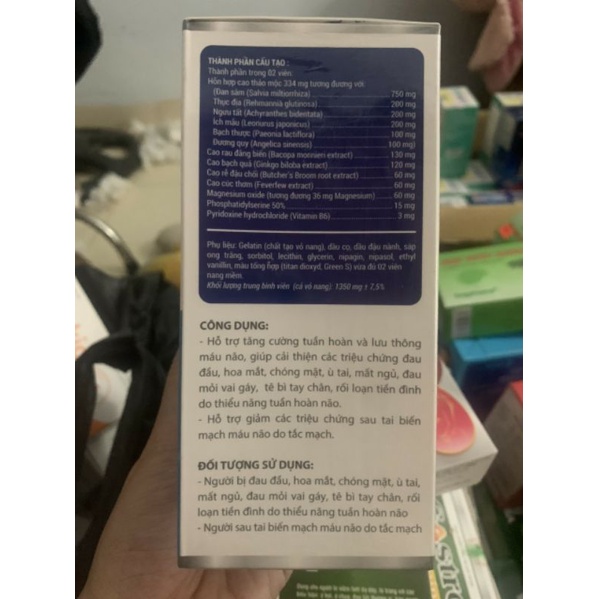 THÀNH PHẦN CẤU TẠO :
Thành phần trong 02 viên:
Hỗn hợp cao thảo mộc 334 mg tương đương với:
(Đan sâm (Salvia miltiorrhiza) 750 mg
Thục địa (Rehmannia glutinosa) 200 mg
Ngưu tất (Achyranthes bidentata) 200 mg
Ích mẫu (Leonurus japonicus) 200 mg
Bạch thược (Paeonia lactiflora) 100 mg
Đương quy (Angelica sinensis) 100 mg)
Cao rau đắng biển (Bacopa monnieri extract) 130 mg
Cao bạch quả (Ginkgo biloba extract) 120 mg
Cao rễ đậu chổi (Butcher's Broom root extract) 60 mg
Cao cúc thơm (Feverfew extract) 60 mg
Magnesium oxide (tương đương 36 mg Magnesium) 60 mg
Phosphatidylserine 50% 15 mg
Pyridoxine hydrochloride (Vitamin B6) 3 mg
Phụ liệu: Gelatin (chất tạo vỏ nang), dầu cọ, dầu đậu nành, sáp
ong trắng, sorbitol, lecithin, glycerin, nipagin, nipasol, ethyl
vanillin, màu tổng hợp (titan dioxyd, Green S) vừa đủ 02 viên
nang mềm.
Khối lượng trung bình viên (cả vỏ nang): 1350 mg ± 7,5%
CÔNG DỤNG:
- Hỗ trợ tăng cường tuần hoàn và lưu thông
máu não, giúp cải thiện các triệu chứng đau
đầu, hoa mắt, chóng mặt, ù tai, mất ngủ, đau
mỏi vai gáy, tê bì tay chân, rối loạn tiền đình
do thiểu năng tuần hoàn não.
- Hỗ trợ giảm các triệu chứng sau tai biến
mạch máu não do tắc mạch.
ĐỐI TƯỢNG SỬ DỤNG:
- Người bị đau đầu, hoa mắt, chóng mặt, ù tai,
mất ngủ, đau mỏi vai gáy, tê bì tay chân, rối
loạn tiền đình do thiểu năng tuần hoàn não
- Người sau tai biến mạch máu não do tắc mạch